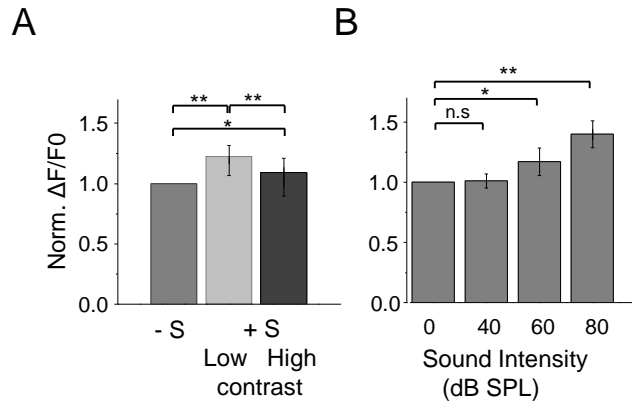 A
B
** **
*
Norm. ΔF/F0
1.5
1.0
0.5
0.0
- S + S
Low High
contrast
**
*
n.s
1.5
1.0
0.5
0.0
0 40 60 80
Sound Intensity
(dB SPL)